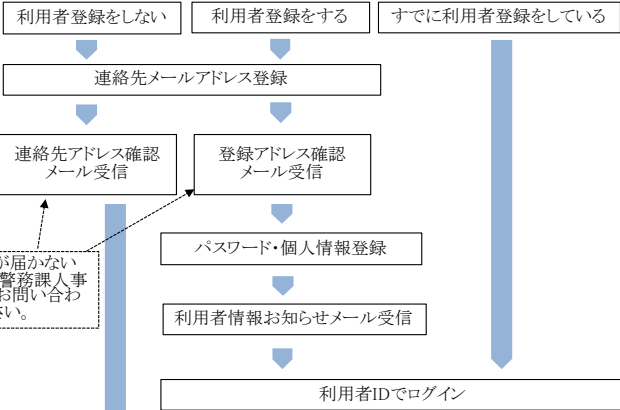 利用者登録をしない
利用者登録をする
すでに利用者登録をしている
連絡先メールアドレス登録
連絡先アドレス確認
メール受信
登録アドレス確認
メール受信
が届かない
警務課人事
お問い合わ
さい。
パスワード・個人情報登録
利用者情報お知らせメール受信
利用者IDでログイン